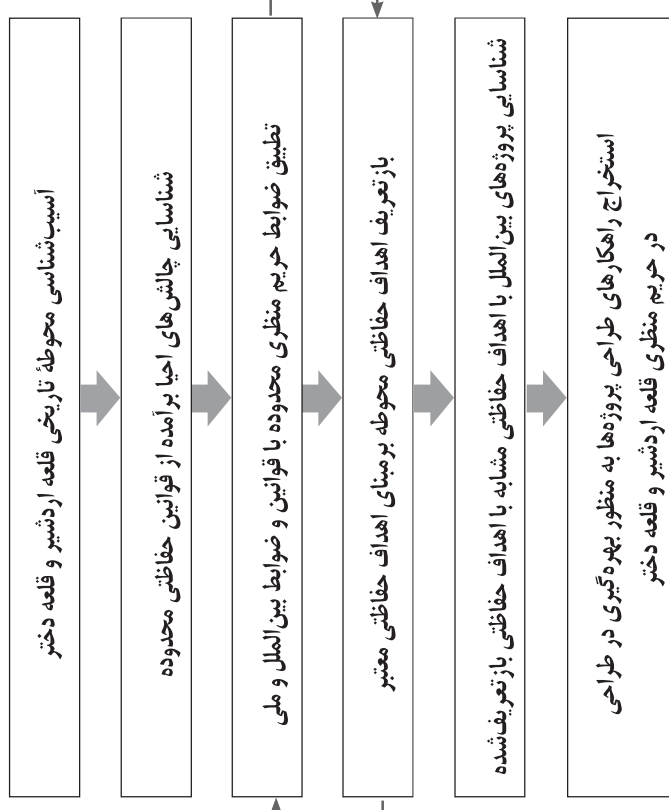 آسیب‌شناسی محوطهٔ تاریخی قلعه اردشیر و قلعه دختر
شناسایی چالش‌های احیا برآمده از قوانین حفاظتی محدوده
تطبیق ضوابط حریم منظری محدوده با قوانین و ضوابط بین‌الملل و ملی
بازتعریف اهداف حفاظتی محوطه برمبنای اهداف حفاظتی معتبر
شناسایی پروژه‌های بین‌الملل با اهداف حفاظتی مشابه با اهداف حفاظتی بازتعریف‌شده
استخراج راهکارهای طراحی پروژه‌ها به منظور بهره‌گیری در طراحی
در حریم منظری قلعه اردشیر و قلعه دختر